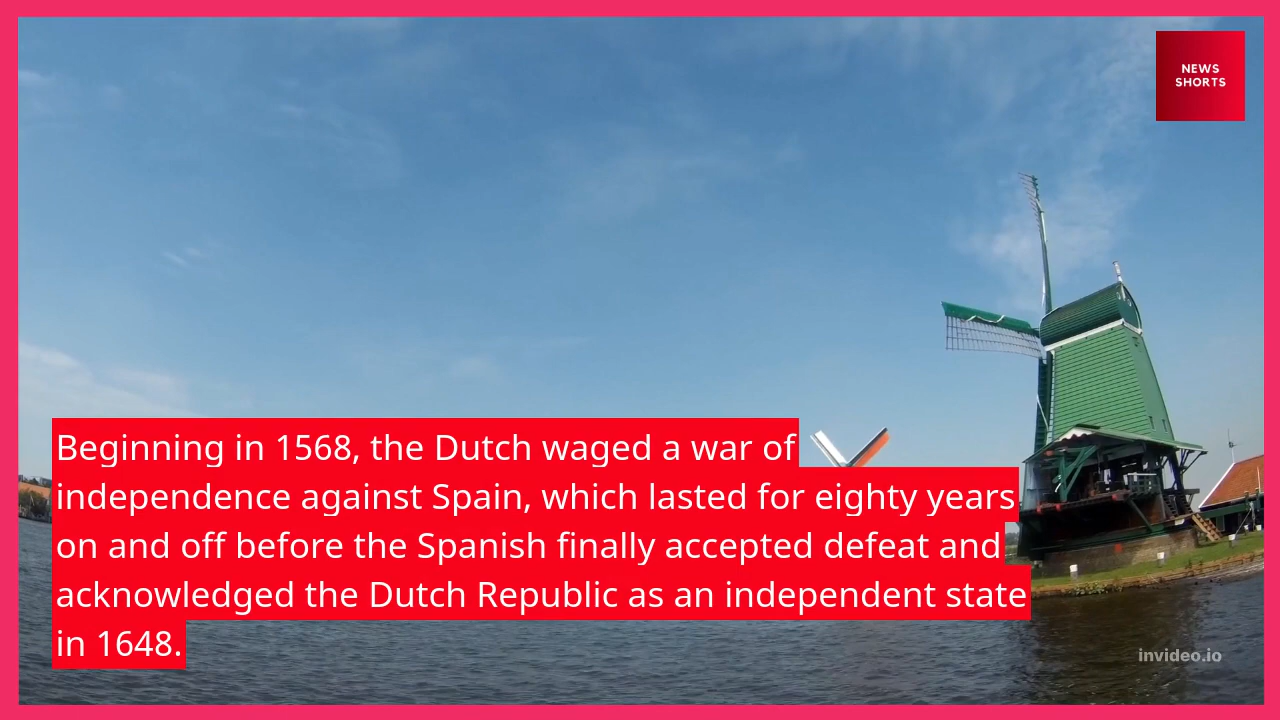 NEWS
SHORTS
Beginning in 1568, the Dutch waged a war of
independence against Spain, which lasted for eighty years
on and off before the Spanish finally accepted defeat and
acknowledged the Dutch Republic as an independent state
in 1648.
invideo.io